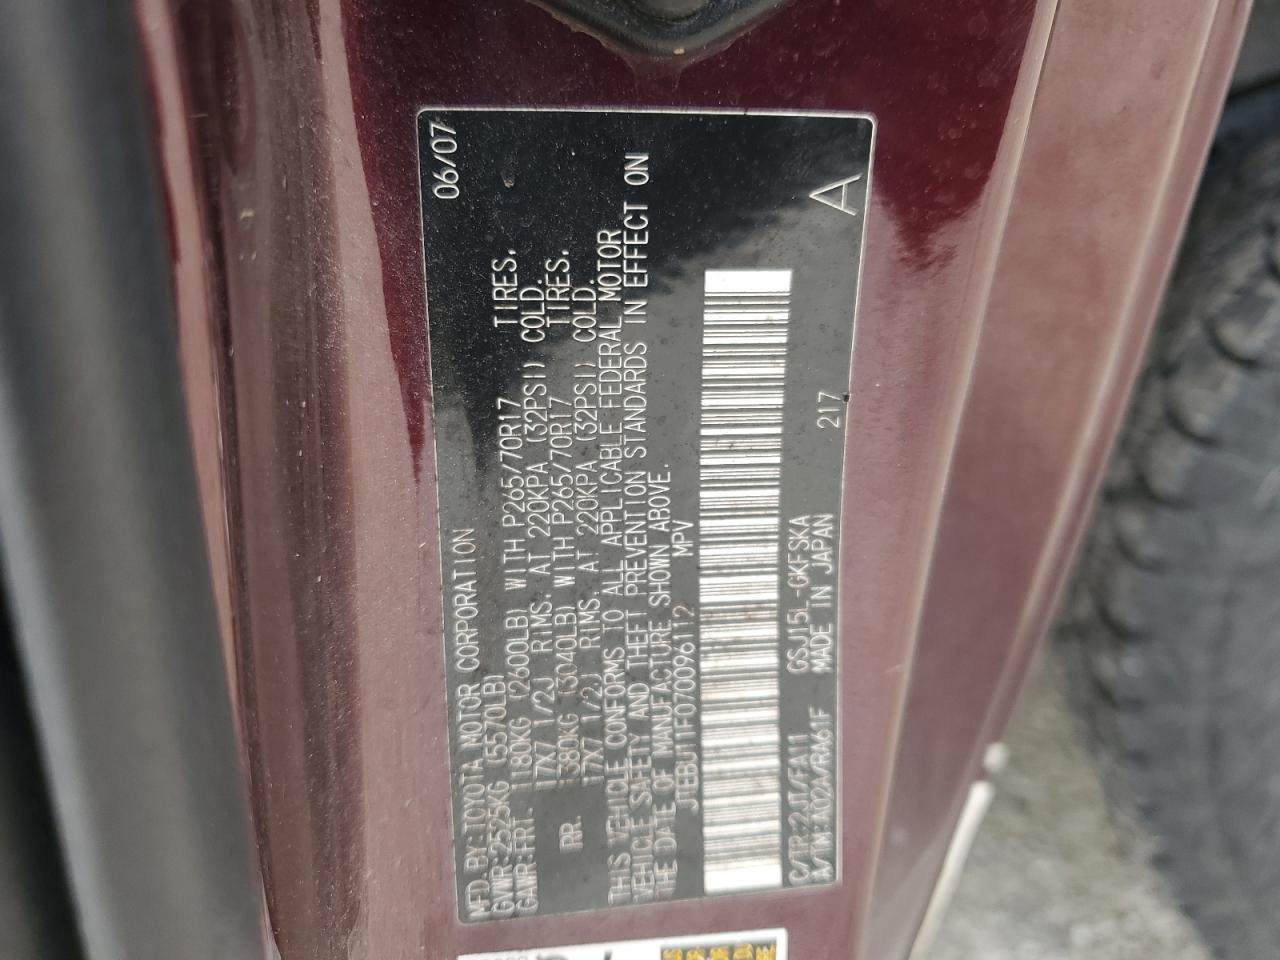 MFD.BY:TOYOTA MOTOR CORPORATION 06/07
GVWR:2525KG (5570LB)
GAWR:FRT 1180KG (2600LB) WITH P265/70R17 TIRES.
17X7 1/2J RIMS. AT 220KPA (32PSI) COLD.
RR. 1380KG (3040LB) WITH P265/70R17 TIRES.
17X7 1/2J RIMS. AT 220KPA (32PSI) COLD.
THIS VEHICLE CONFORMS TO ALL APPLICABLE FEDERAL MOTOR
VEHICLE SAFETY AND THEFT PREVENTION STANDARDS IN EFFECT ON
THE DATE OF MANUFACTURE SHOWN ABOVE.
JTEBU11F070096112 MPV
C/TR:2JT/FA11 GSJ15L-GKFSKA
A/TM:A02A/RA61F MADE IN JAPAN 217 A